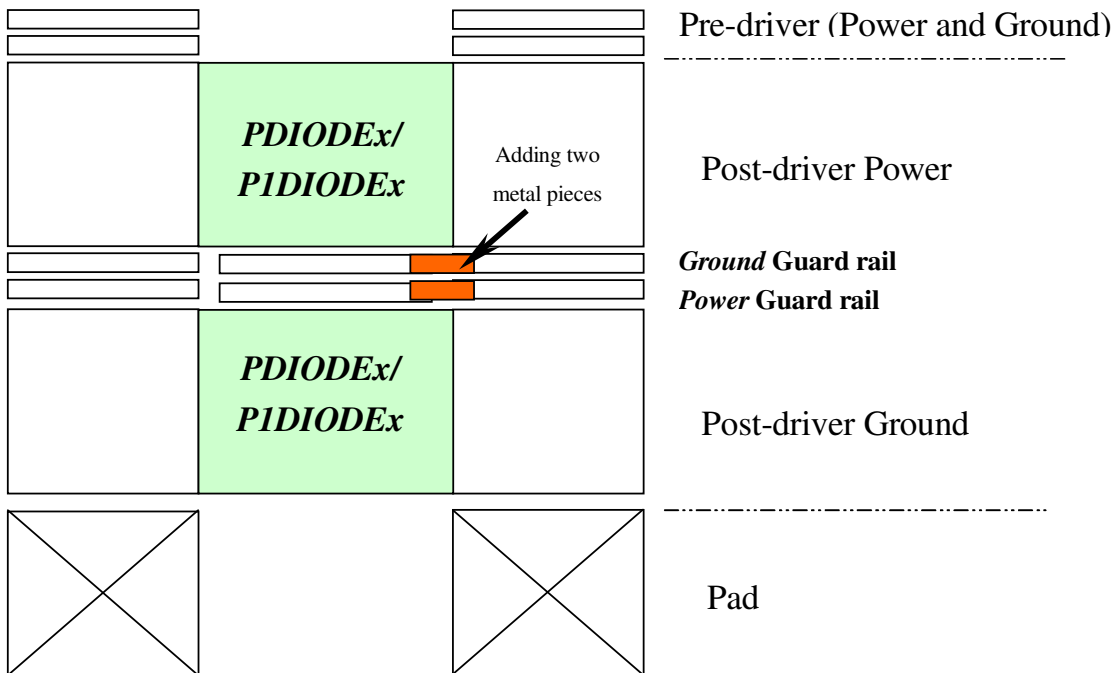 Pre-driver (Power and Ground)
PDIODEx/
P1DIODEx
Adding two
metal pieces
Post-driver Power
Ground Guard rail
Power Guard rail
PDIODEx/
P1DIODEx
Post-driver Ground
Pad